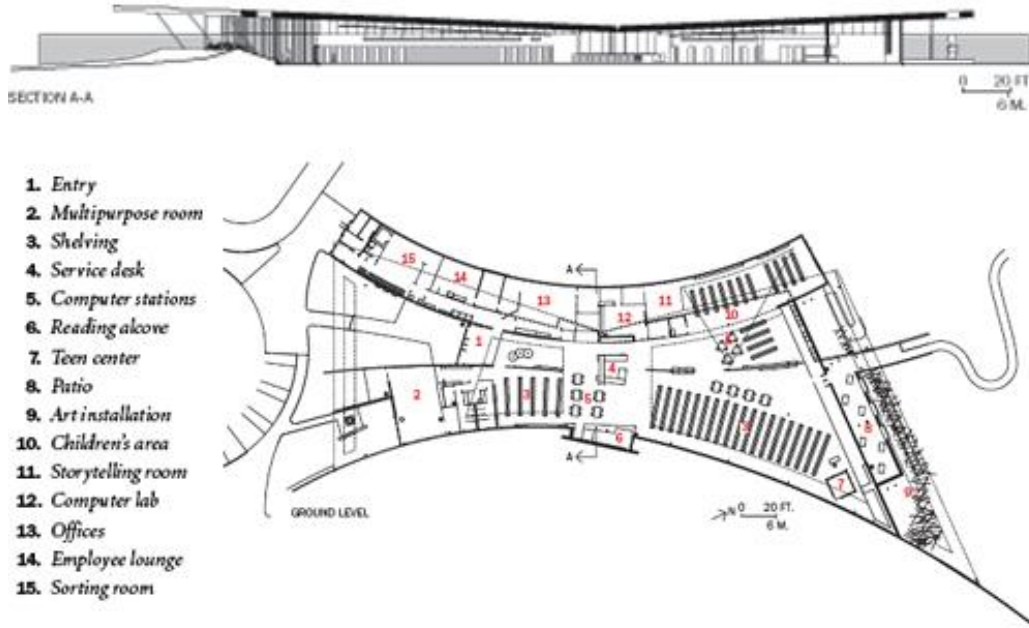 SECTION A-A
0 20 FT
6 M.
1. Entry
2. Multipurpose room
3. Shelving
4. Service desk
5. Computer stations
6. Reading alcove
7. Teen center
8. Patio
9. Art installation
10. Children's area
11. Storytelling room
12. Computer lab
13. Offices
14. Employee lounge
15. Sorting room
15
14
13
A
12
11
10
1
4
2
3
5
6
A
7
8
9
GROUND LEVEL
N 0 20 FT.
6 M.